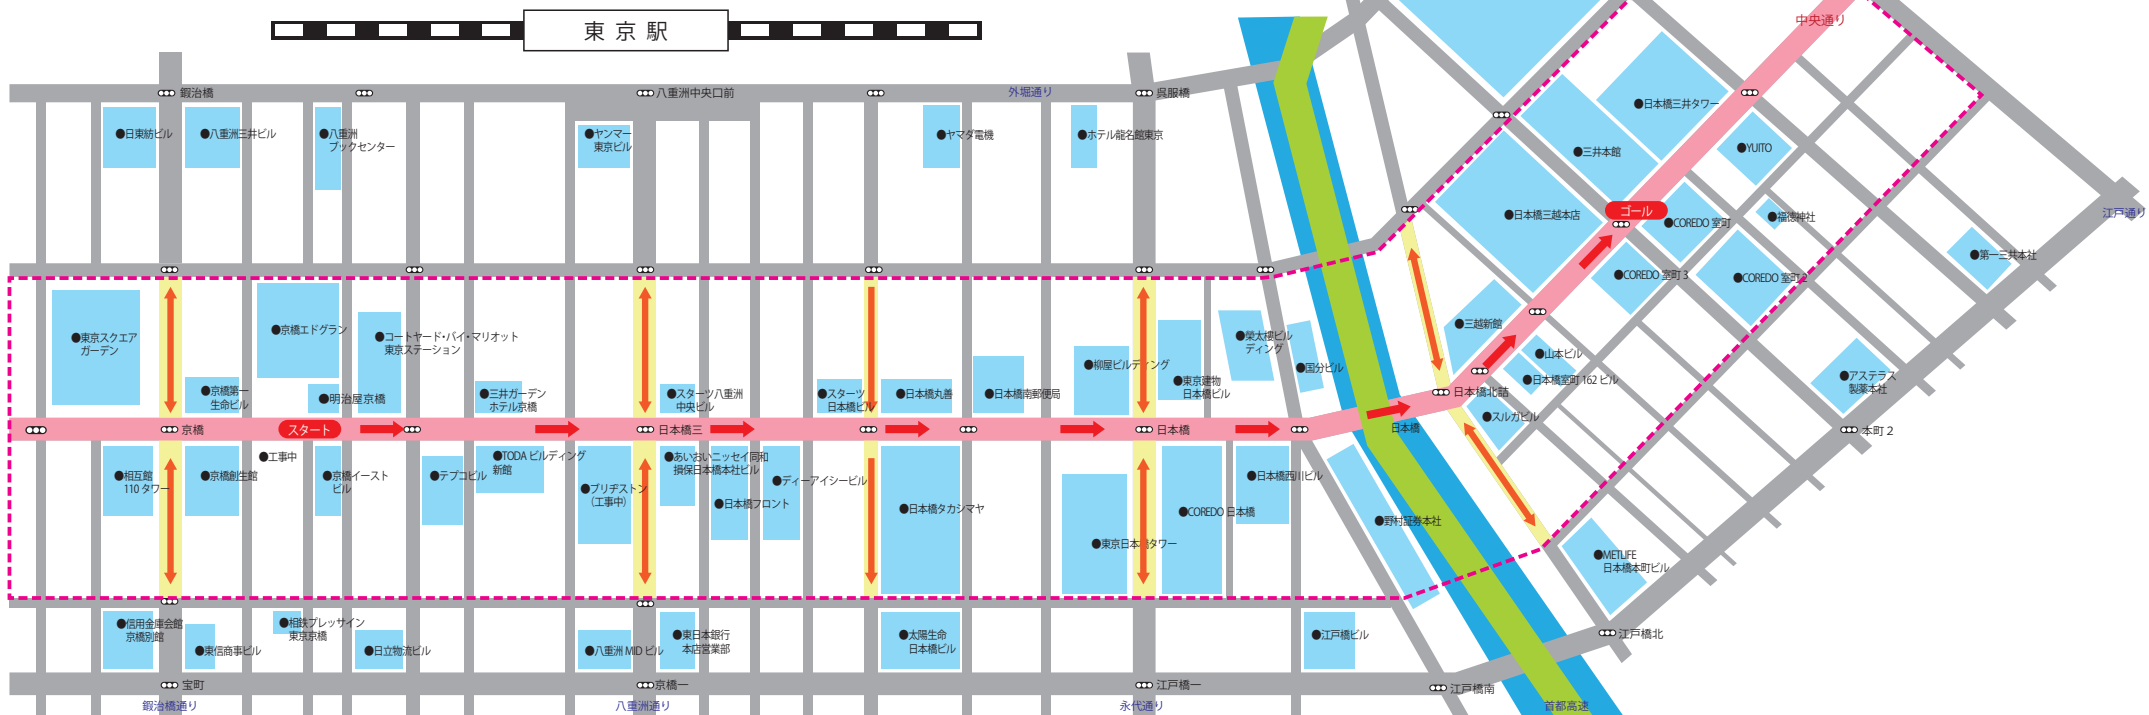 東京駅
中央通り
鍛治橋
八重洲中央口前
外堀通り
呉服橋
●日東紡ビル
●八重洲三井ビル
●八重洲
ブックセンター
●ヤンマー
東京ビル
●ヤマダ電機
●ホテル龍名館東京
●日本橋三井タワー
●三井本館
●YUITO
●日本橋三越本店
ゴール
●COREDO 室町
●福徳神社
江戸通り
●第一三共本社
●COREDO 室町 3
●COREDO 室町 2
●東京スクエア
ガーデン
●京橋エドグラン
●コートヤード・バイ・マリオット
東京ステーション
●京橋第一
生命ビル
●明治屋京橋
●三井ガーデン
ホテル京橋
●スターツ八重洲
中央ビル
●スターツ
日本橋ビル
●日本橋丸善
●日本橋南郵便局
●柳屋ビルディング
●東京建物
日本橋ビル
●榮太樓ビル
ディング
●国分ビル
●三越新館
●山本ビル
●日本橋室町 162 ビル
日本橋北詰
●スルガビル
●アステラス
製薬本社
京橋
スタート
日本橋三
日本橋
日本橋
本町 2
●相互館
110 タワー
●京橋創生館
●工事中
●京橋イースト
ビル
●テプコビル
●TODA ビルディング
新館
●ブリヂストン
（工事中）
●あいおいニッセイ同和
損保日本橋本社ビル
●日本橋フロント
●ディーアイシービル
●日本橋タカシマヤ
●東京日本橋タワー
●COREDO 日本橋
●日本橋西川ビル
●野村証券本社
●METLIFE
日本橋本町ビル
●信用金庫会館
京橋別館
●東信商事ビル
●相鉄フレッサイン
東京京橋
●日立物流ビル
●八重洲 MID ビル
●東日本銀行
本店営業部
●太陽生命
日本橋ビル
●江戸橋ビル
江戸橋北
宝町
京橋一
江戸橋一
江戸橋南
鍛治橋通り
八重洲通り
永代通り
首都高速